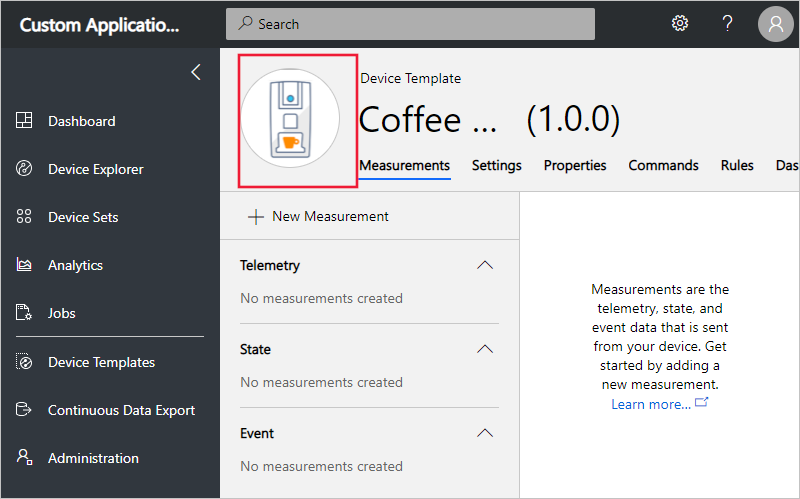 Custom Applicatio...
Search
?
Dashboard
Device Explorer
Device Sets
Analytics
Jobs
Device Templates
Continuous Data Export
Administration
Device Template
Coffee ... (1.0.0)
Measurements Settings Properties Commands Rules Das
New Measurement
Telemetry
No measurements created
State
No measurements created
Event
No measurements created
Measurements are the
telemetry, state, and
event data that is sent
from your device. Get
started by adding a
new measurement.
Learn more...